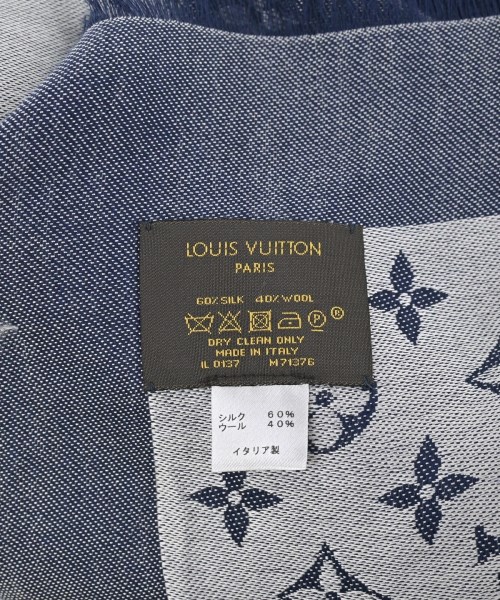 LOUIS VUITTON
PARIS
60% SILK 40% WOOL
P ®
DRY CLEAN ONLY
MADE IN ITALY
IL 0137 M71376
シルク 60%
ウール 40%
イタリア製